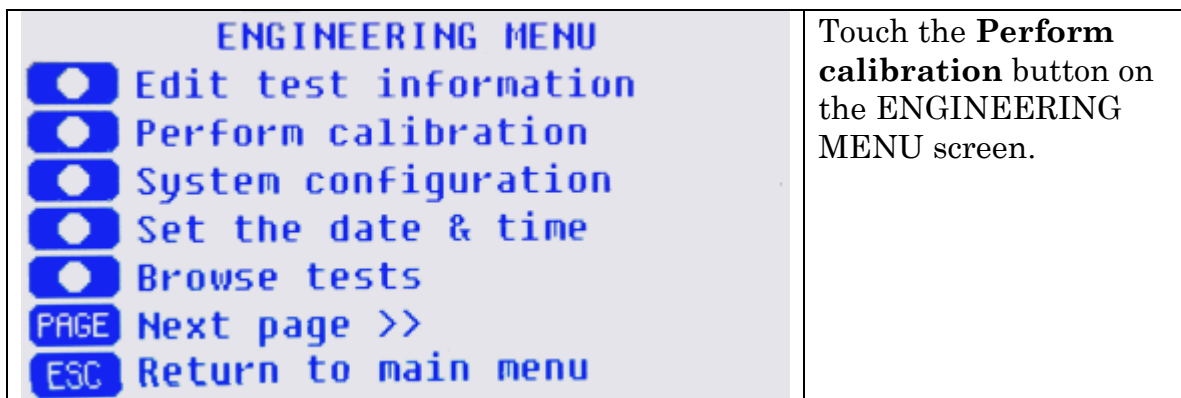 ENGINEERING MENU
Edit test information
Perform calibration
System configuration
Set the date & time
Browse tests
PAGE Next page >>
ESC Return to main menu
Touch the Perform
calibration button on
the ENGINEERING
MENU screen.